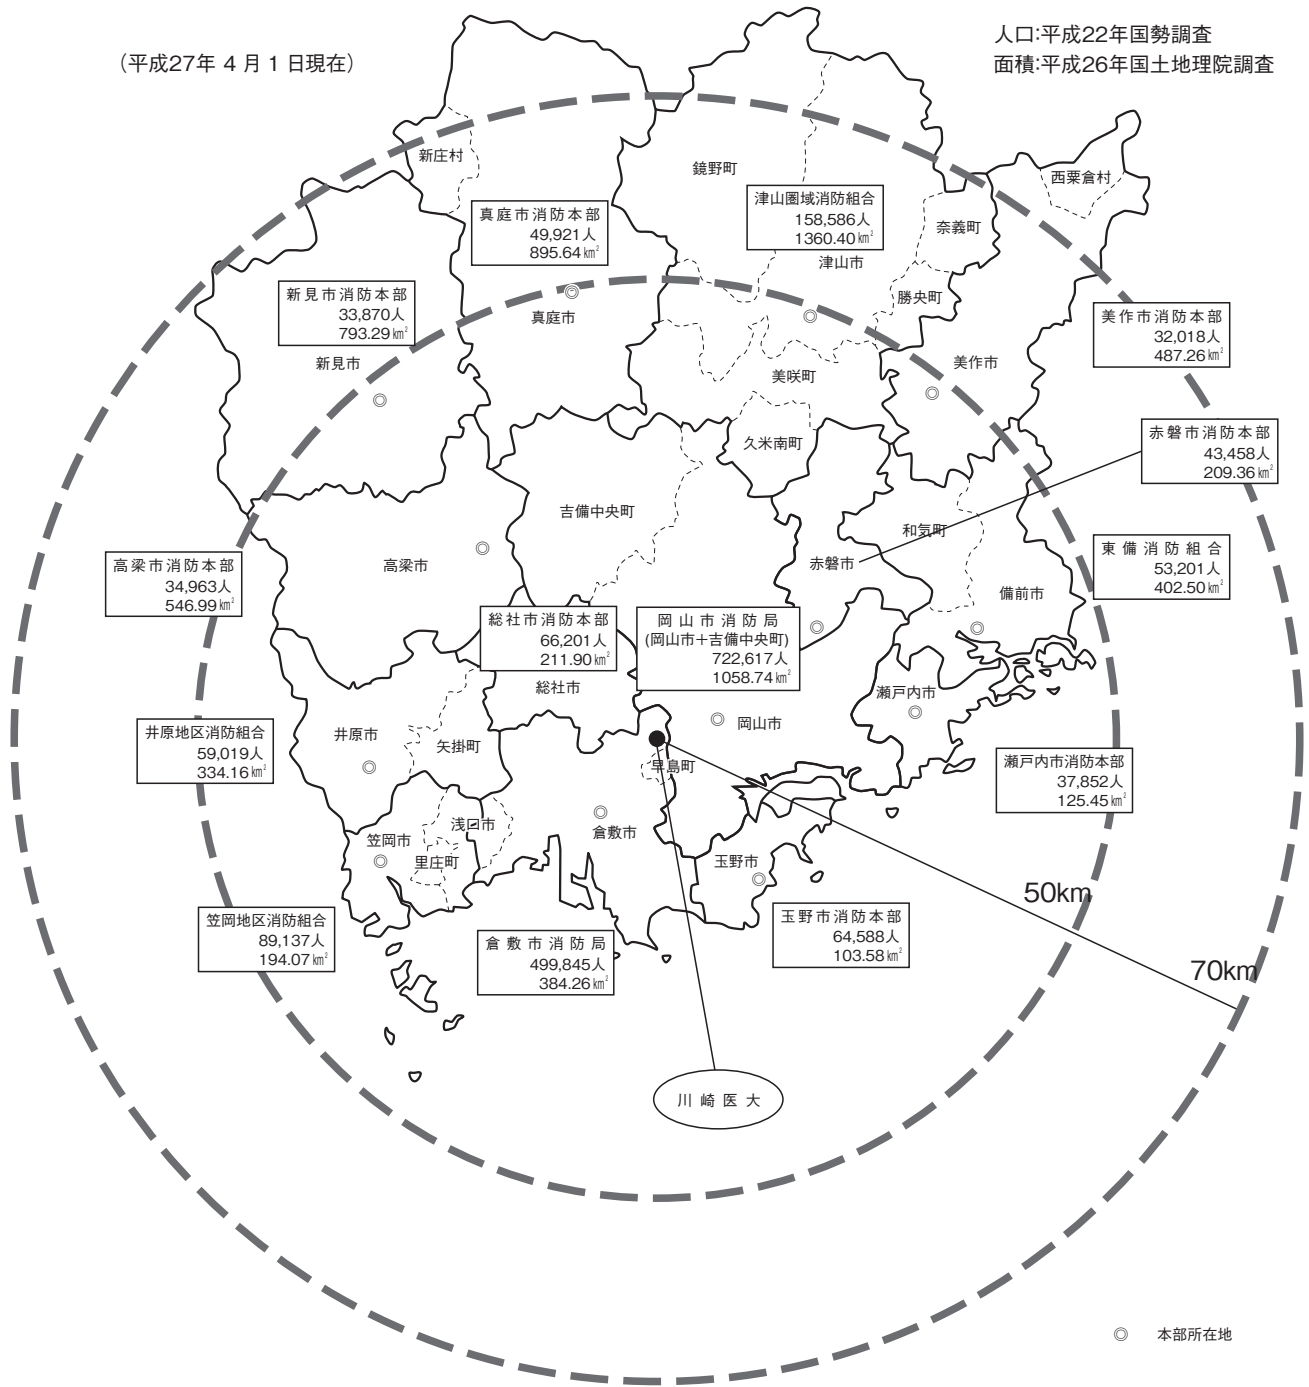 （平成27年 4 月 1 日現在）
人口:平成22年国勢調査
面積:平成26年国土地理院調査
新庄村
鏡野町
西粟倉村
津山圏域消防組合
158,586人
1360.40㎢
真庭市消防本部
49,921人
895.64㎢
奈義町
津山市
新見市消防本部
33,870人
793.29㎢
勝央町
真庭市
美作市消防本部
32,018人
487.26㎢
新見市
美咲町
美作市
久米南町
赤磐市消防本部
43,458人
209.36㎢
吉備中央町
和気町
高梁市
赤磐市
東備消防組合
53,201人
402.50㎢
高梁市消防本部
34,963人
546.99㎢
備前市
総社市消防本部
66,201人
211.90㎢
岡山市消防局
(岡山市＋吉備中央町)
722,617人
1058.74㎢
総社市
瀬戸内市
岡山市
井原地区消防組合
59,019人
334.16㎢
井原市
矢掛町
早島町
瀬戸内市消防本部
37,852人
125.45㎢
浅口市
倉敷市
笠岡市
里庄町
玉野市
50km
笠岡地区消防組合
89,137人
194.07㎢
倉敷市消防局
499,845人
384.26㎢
玉野市消防本部
64,588人
103.58㎢
70km
川崎医大
◎ 本部所在地